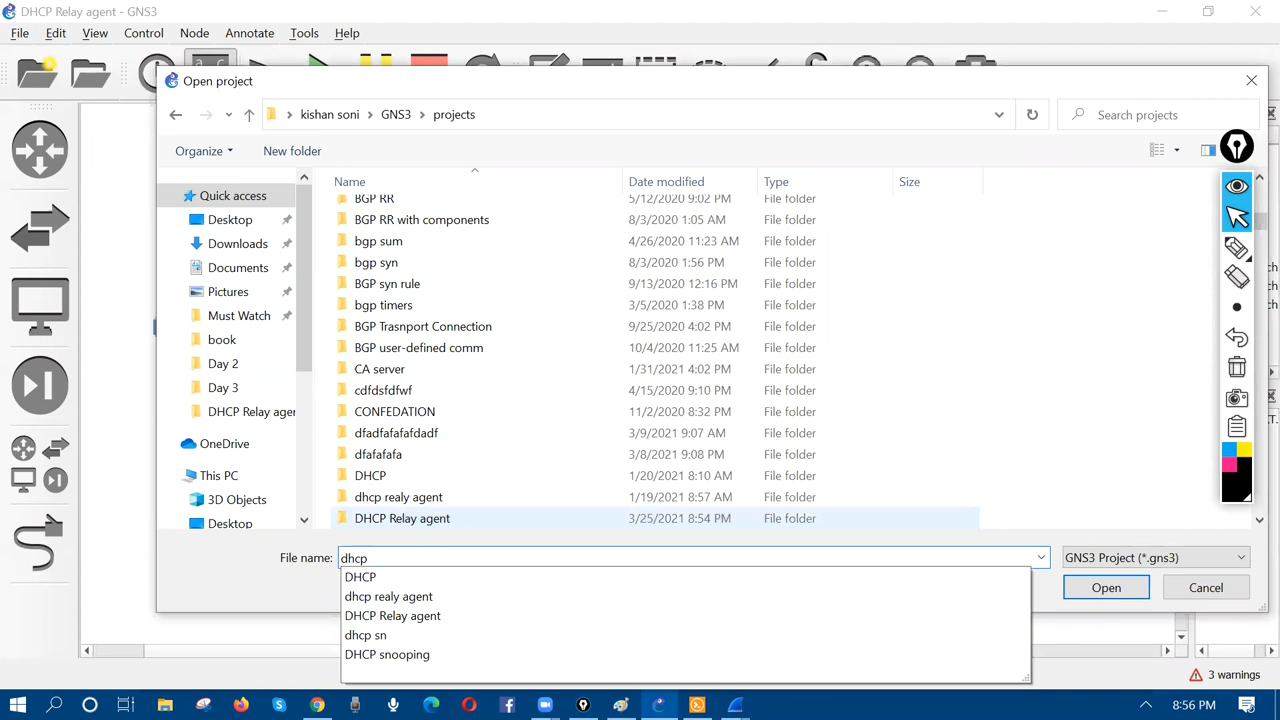 DHCP Relay agent - GNS3
File Edit View Control Node Annotate Tools Help
Open project
kishan soni GNS3 projects
Search projects
Organize New folder
Name Date modified Type Size
Quick access
Desktop
Downloads
Documents
Pictures
Must Watch
book
Day 2
Day 3
DHCP Relay ager
OneDrive
This PC
3D Objects
Desktop
BGP RR 5/12/2020 9:02 PM File folder
BGP RR with components 8/3/2020 1:05 AM File folder
bgp sum 4/26/2020 11:23 AM File folder
bgp syn 8/3/2020 1:56 PM File folder
BGP syn rule 9/13/2020 12:16 PM File folder
bgp timers 3/5/2020 1:38 PM File folder
BGP Trasnport Connection 9/25/2020 4:02 PM File folder
BGP user-defined comm 10/4/2020 11:25 AM File folder
CA server 1/31/2021 4:02 PM File folder
cdfdsfdfwf 4/15/2020 9:10 PM File folder
CONFEDATION 11/2/2020 8:32 PM File folder
dfadfafafafdadf 3/9/2021 9:07 AM File folder
dfafafafa 3/8/2021 9:08 PM File folder
DHCP 1/20/2021 8:10 AM File folder
dhcp realy agent 1/19/2021 8:57 AM File folder
DHCP Relay agent 3/25/2021 8:54 PM File folder
File name: dhcp
GNS3 Project (*.gns3)
DHCP
dhcp realy agent
DHCP Relay agent
dhcp sn
DHCP snooping
Open Cancel
3 warnings
8:56 PM